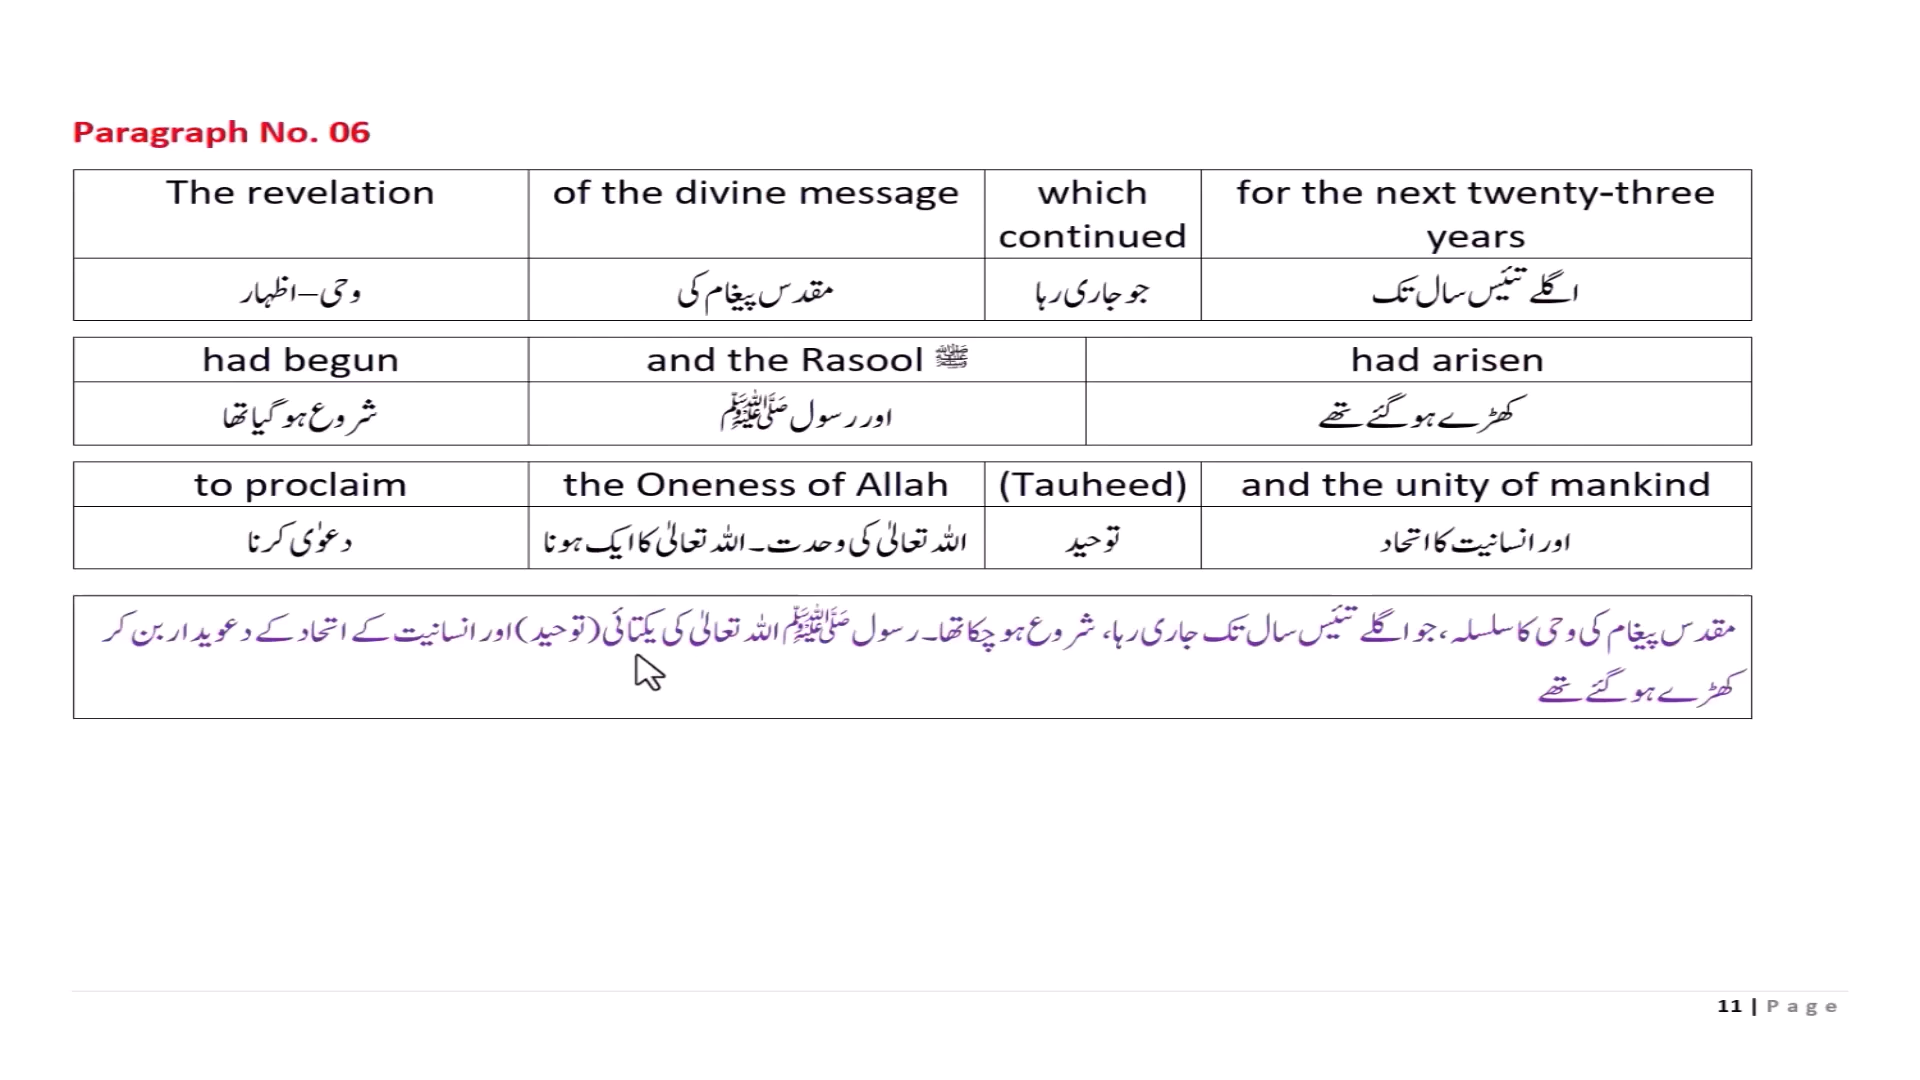 Paragraph No. 06
The revelation
of the divine message
which
continued
for the next twenty-three
years
وحی–اظہار
مقدس پیغام کی
جو جاری رہا
اگلے تئیس سال تک
had begun
and the Rasool ﷺ
had arisen
شروع ہو گیا تھا
اور رسول ﷺ
کھڑے ہو گئے تھے
to proclaim
the Oneness of Allah
(Tauheed)
and the unity of mankind
دعوٰی کرنا
اللہ تعالیٰ کی وحدت۔ اللہ تعالیٰ کا ایک ہونا
توحید
اور انسانیت کا اتحاد
مقدس پیغام کی وحی کا سلسلہ، جو اگلے تئیس سال تک جاری رہا، شروع ہو چکا تھا۔ رسول ﷺ اللہ تعالیٰ کی یکتائی (توحید) اور انسانیت کے اتحاد کے دعویدار بن کر
کھڑے ہو گئے تھے
11 | Page